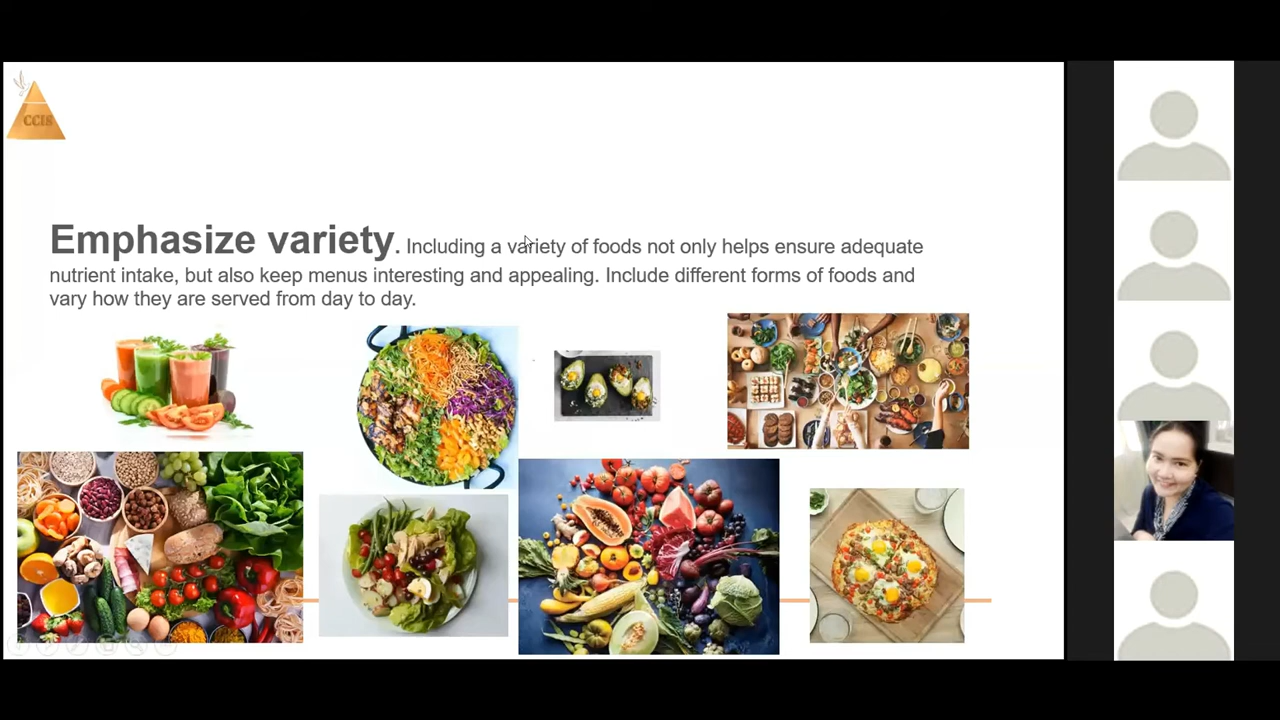 CCIS
Emphasize variety. Including a variety of foods not only helps ensure adequate
nutrient intake, but also keep menus interesting and appealing. Include different forms of foods and
vary how they are served from day to day.